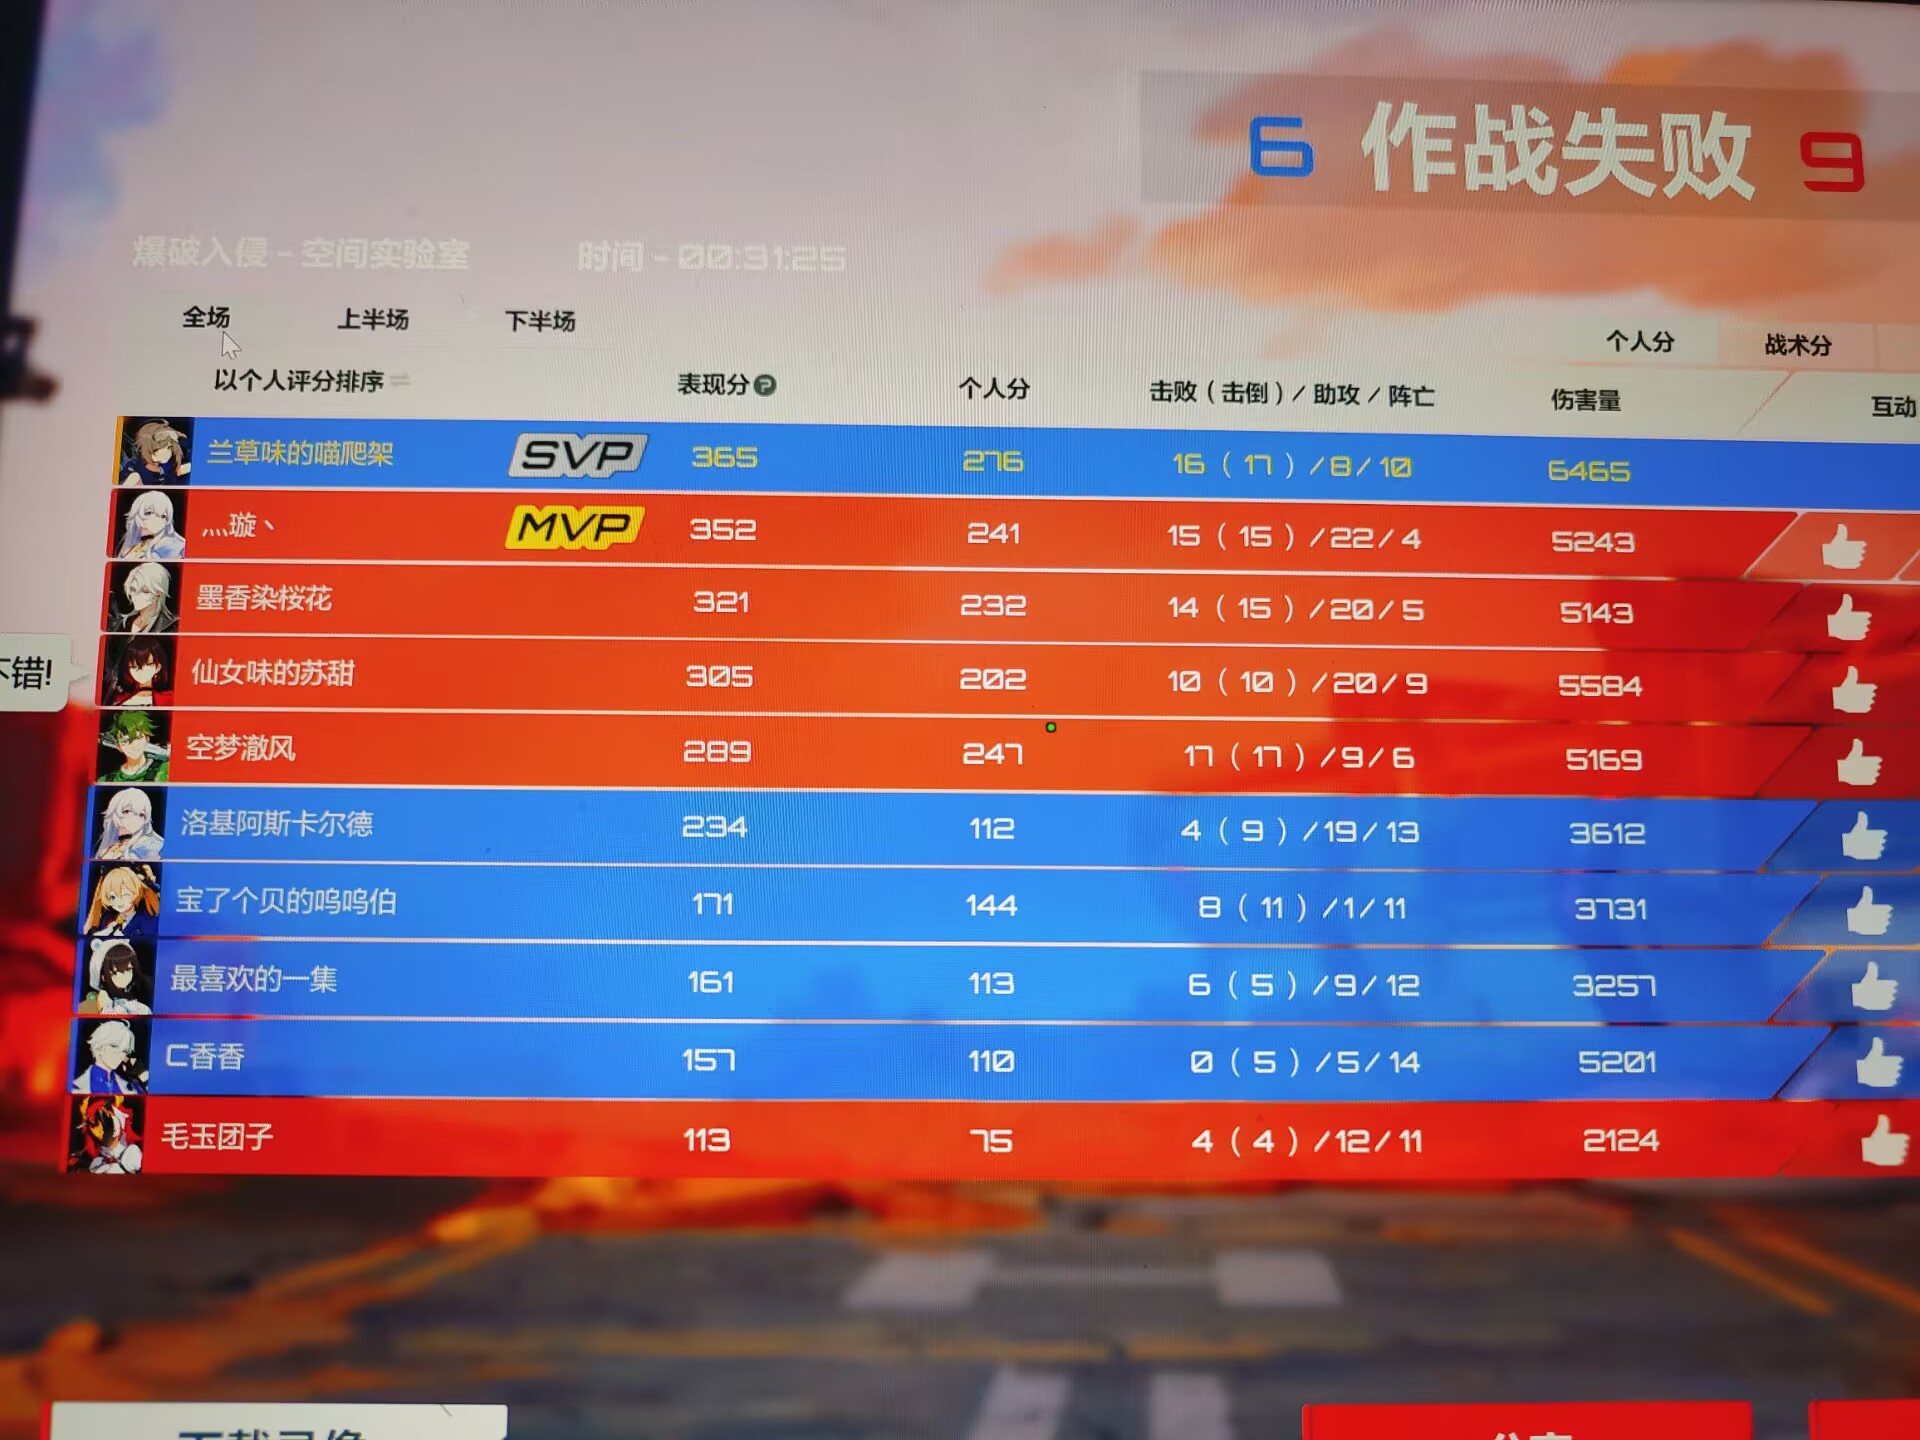 6 作战失败 9
爆破入侵 - 空间实验室 时间 - 00:31:25
全场 上半场 下半场
个人分 战术分
以个人评分排序 表现分 ? 个人分 击败（击倒）/ 助攻 / 阵亡 伤害量 互动
兰草味的喵爬架 SVP 365 276 16（17）/8/10 6465
灬璇丶 MVP 352 241 15（15）/22/4 5243
墨香染桜花 321 232 14（15）/20/5 5143
不错!
仙女味的苏甜 305 202 10（10）/20/9 5584
空梦澈风 289 247 17（17）/9/6 5169
洛基阿斯卡尔德 234 112 4（9）/19/13 3612
宝了个贝的呜呜伯 171 144 8（11）/1/11 3731
最喜欢的一集 161 113 6（5）/9/12 3257
C香香 157 110 0（5）/5/14 5201
毛玉团子 113 75 4（4）/12/11 2124